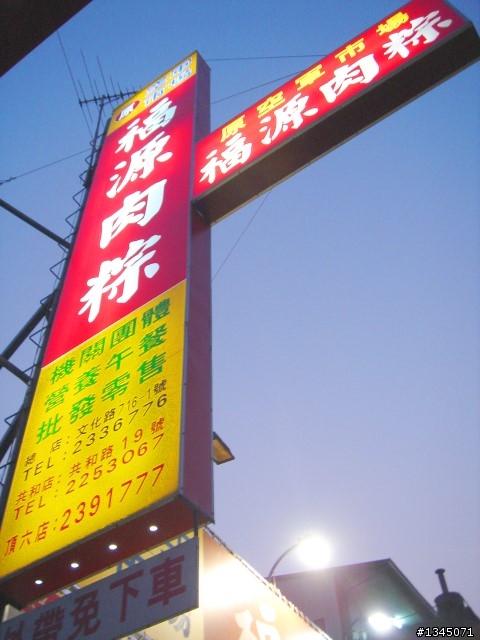 原空軍市場
福源肉粽
福源肉粽
機關團體
營養午餐
批發零售
總店:文化路716-1號
TEL:2336776
共和店:共和路19號
TEL:2253067
頂六店:2391777
帶免下車
#1345071